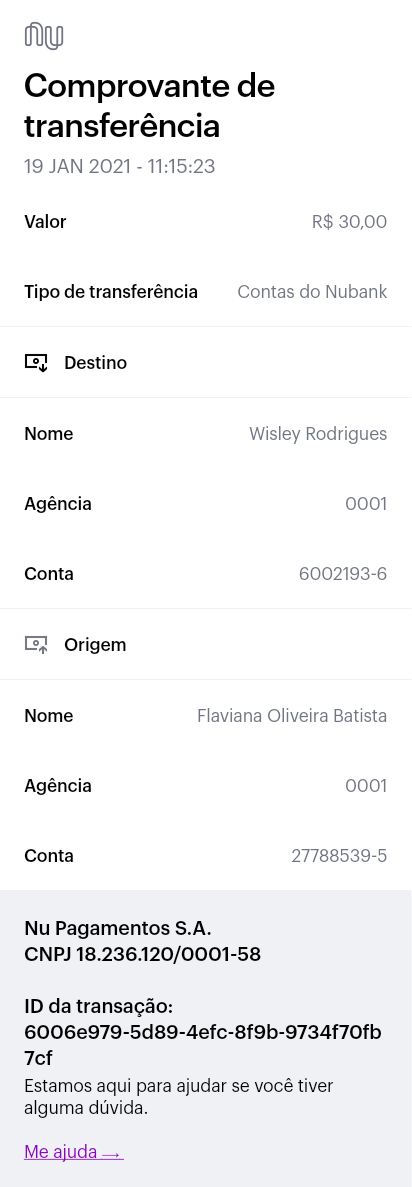 nu
Comprovante de
transferência
19 JAN 2021 - 11:15:23
Valor R$ 30,00
Tipo de transferência Contas do Nubank
Destino
Nome Wisley Rodrigues
Agência 0001
Conta 6002193-6
Origem
Nome Flaviana Oliveira Batista
Agência 0001
Conta 27788539-5
Nu Pagamentos S.A.
CNPJ 18.236.120/0001-58
ID da transação:
6006e979-5d89-4efc-8f9b-9734f70fb
7cf
Estamos aqui para ajudar se você tiver
alguma dúvida.
Me ajuda →